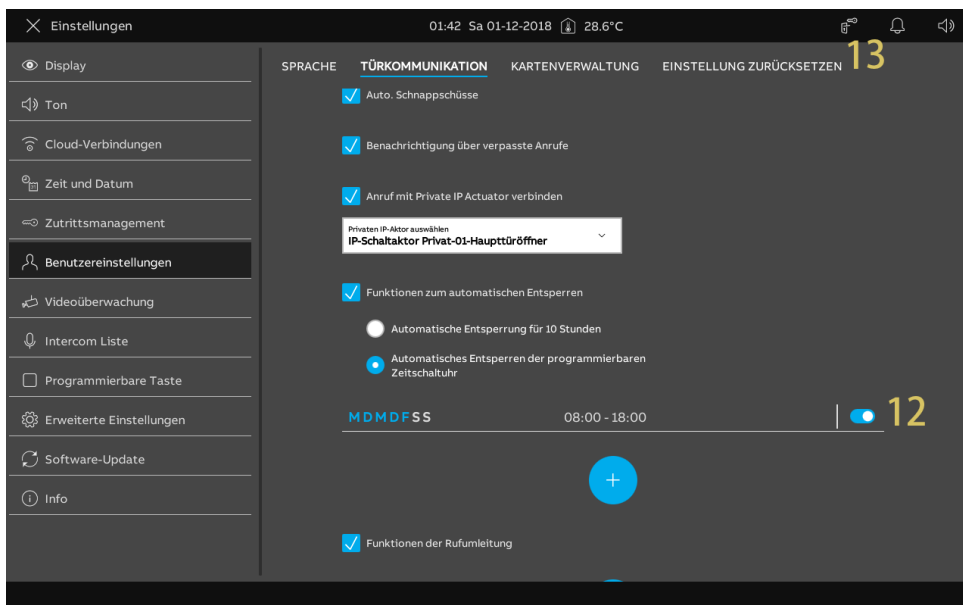 Einstellungen
01:42 Sa 01-12-2018 28.6°C
13
Display
Ton
Cloud-Verbindungen
Zeit und Datum
Zutrittsmanagement
Benutzereinstellungen
Videoüberwachung
Intercom Liste
Programmierbare Taste
Erweiterte Einstellungen
Software-Update
Info
SPRACHE TÜRKOMMUNIKATION KARTENVERWALTUNG EINSTELLUNG ZURÜCKSETZEN
Auto. Schnappschüsse
Benachrichtigung über verpasste Anrufe
Anruf mit Private IP Actuator verbinden
Privaten IP-Aktor auswählen
IP-Schaltaktor Privat-01-Haupttüröffner
Funktionen zum automatischen Entsperren
Automatische Entsperrung für 10 Stunden
Automatisches Entsperren der programmierbaren
Zeitschaltuhr
MDMDFSS 08:00 - 18:00 12
Funktionen der Rufumleitung